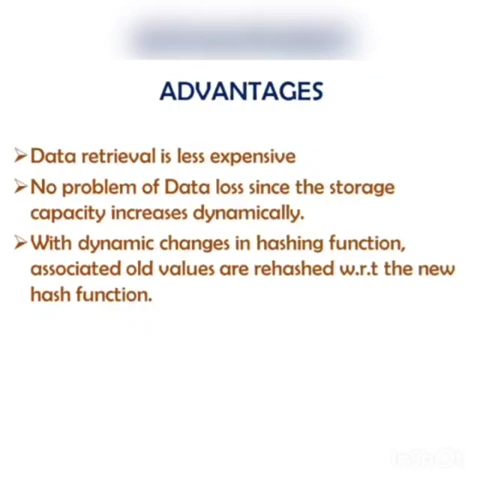 ADVANTAGES
➢Data retrieval is less expensive
➢No problem of Data loss since the storage
capacity increases dynamically.
➢With dynamic changes in hashing function,
associated old values are rehashed w.r.t the new
hash function.